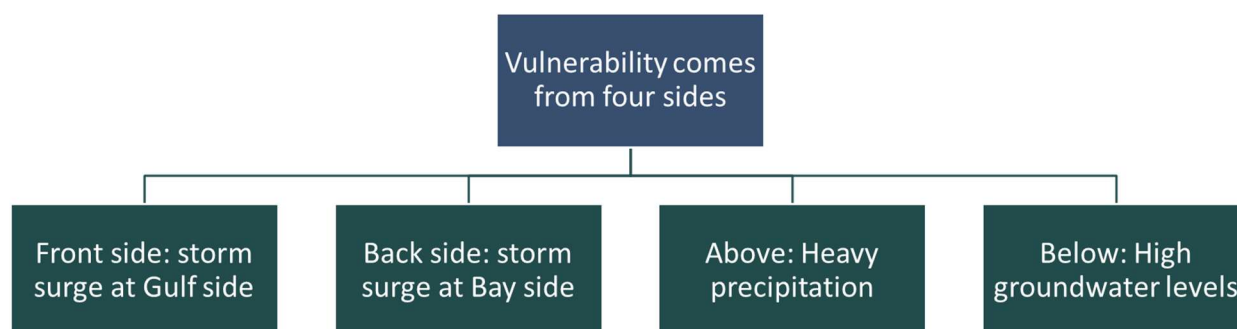 Vulnerability comes
from four sides
Front side: storm
surge at Gulf side
Back side: storm
surge at Bay side
Above: Heavy
precipitation
Below: High
groundwater levels